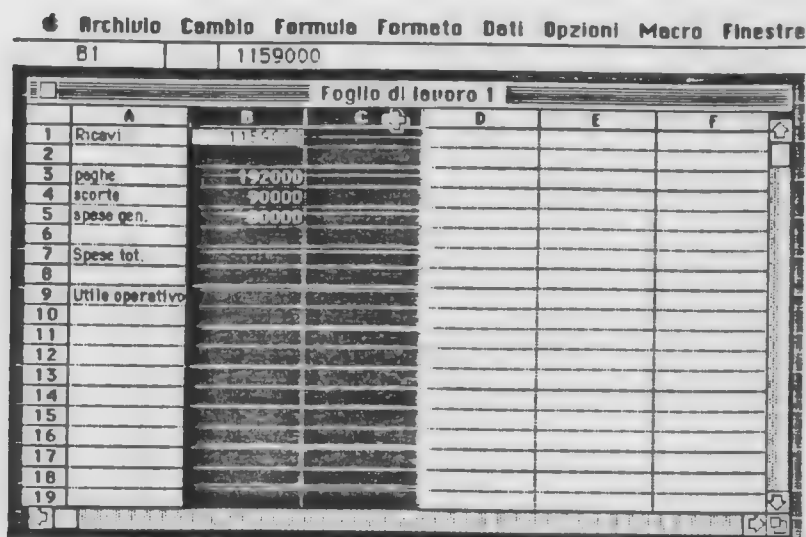 Archivio Cambio Formula Formato Dati Opzioni Macro Finestre
B1 1159000
Foglio di lavoro 1
A B C D E F
1 Ricavi
2
3 paghe 192000
4 scorte 90000
5 spese gen.
6
7 Spese tot.
8
9 Utile operativo
10
11
12
13
14
15
16
17
18
19